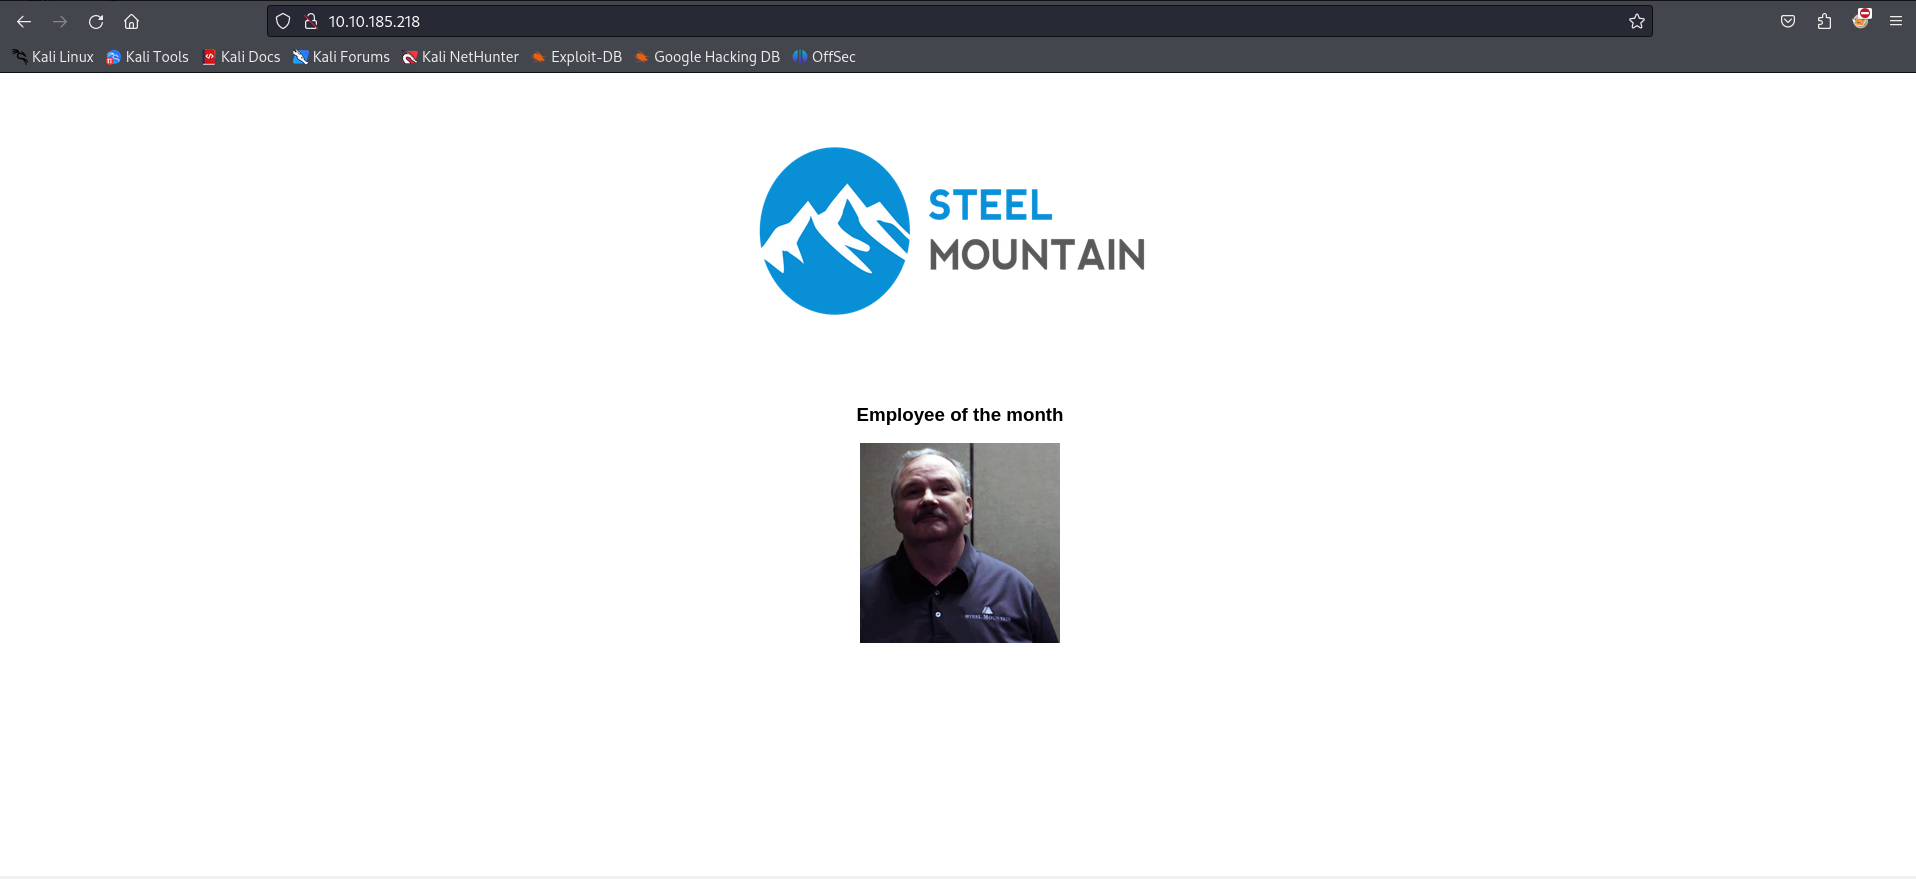 10.10.185.218
Kali Linux Kali Tools Kali Docs Kali Forums Kali NetHunter Exploit-DB Google Hacking DB OffSec
STEEL
MOUNTAIN
Employee of the month
STEEL MOUNTAIN